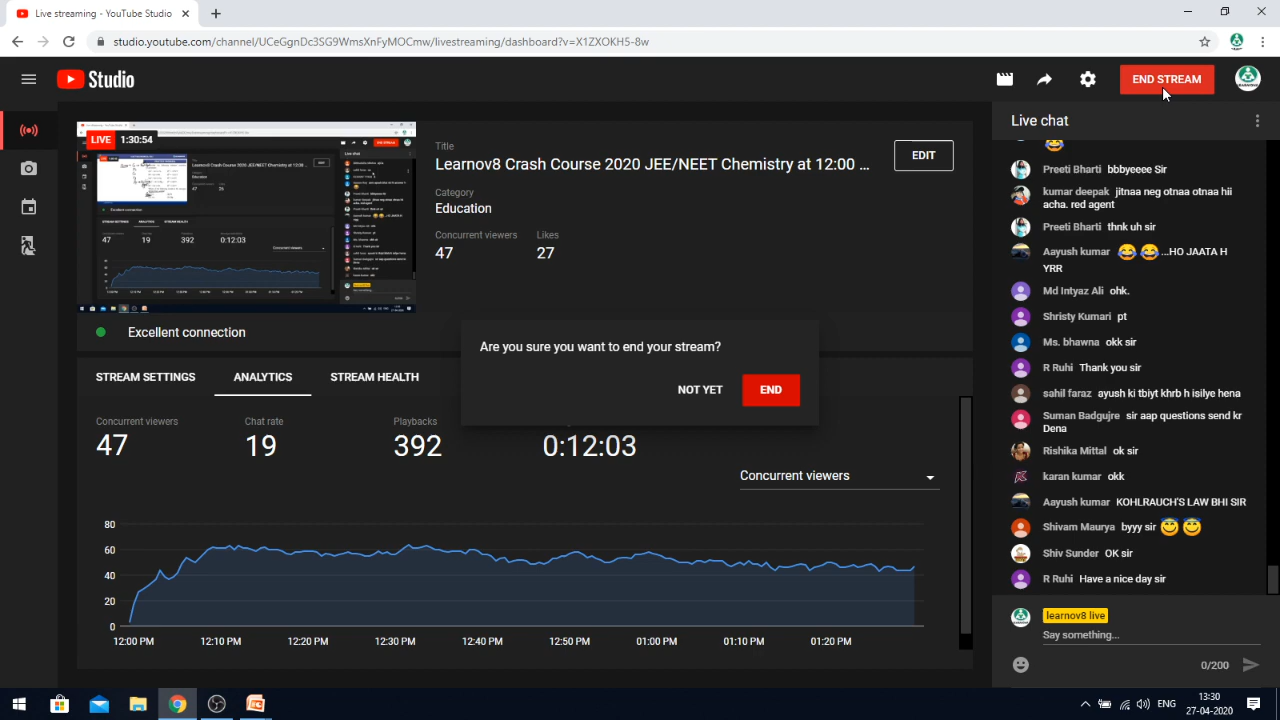 Live streaming - YouTube Studio
studio.youtube.com/channel/UCeGgnDc3SG9WmsXnFyMOCmw/livestreaming/dashboard?v=X1ZXOKH5-8w
Studio
END STREAM
LIVE 1:30:54
Title
Learnov8 Crash Course 2020 JEE/NEET Chemistry at 12:00 P...
EDIT
Category
Education
Concurrent viewers Likes
47 27
Excellent connection
Are you sure you want to end your stream?
NOT YET END
STREAM SETTINGS ANALYTICS STREAM HEALTH
Concurrent viewers Chat rate Playbacks
47 19 392 0:12:03
Concurrent viewers
80
60
40
20
0
12:00 PM 12:10 PM 12:20 PM 12:30 PM 12:40 PM 12:50 PM 01:00 PM 01:10 PM 01:20 PM
Live chat
Preeti Bharti bbbyeeee Sir
kumar deepak jitnaa neg otnaa otnaa hii
acha. red agent
Preeti Bharti thnk uh sir
Aayush kumar 😂 😂...HO JAATA H
YRR
Md Intyaz Ali ohk.
Shristy Kumari pt
Ms. bhawna okk sir
R Ruhi Thank you sir
sahil faraz ayush ki tbiyt khrb h isilye hena
Suman Badgujre sir aap questions send kr
Dena
Rishika Mittal ok sir
karan kumar okk
Aayush kumar KOHLRAUCH'S LAW BHI SIR
Shivam Maurya byyy sir 😇 😇
Shiv Sunder OK sir
R Ruhi Have a nice day sir
learnov8 live
Say something...
0/200
ENG
13:30
27-04-2020